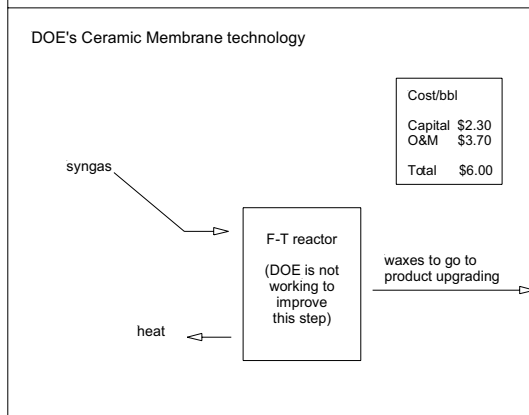 DOE's Ceramic Membrane technology
Cost/bbl
Capital $2.30
O&M $3.70
Total $6.00
syngas
F-T reactor
(DOE is not
working to
improve
this step)
waxes to go to
product upgrading
heat